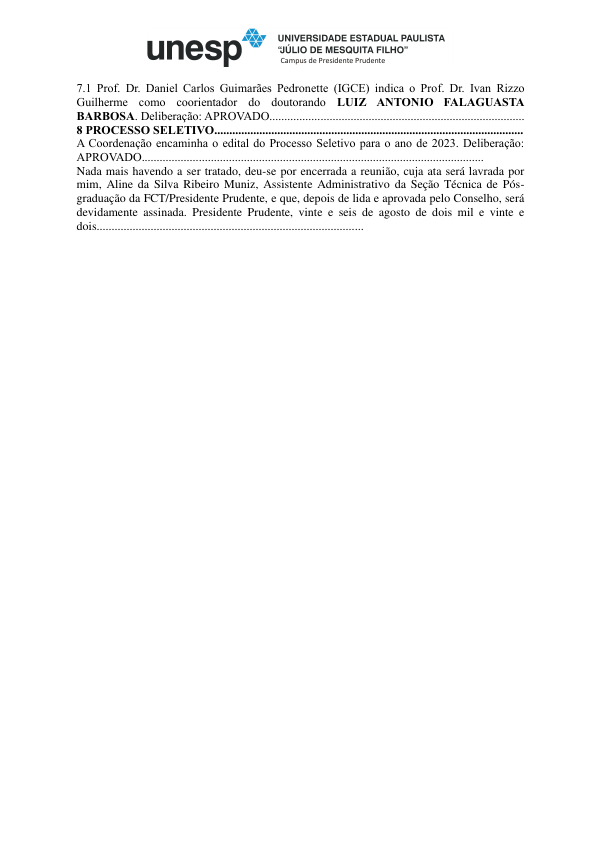 unesp
UNIVERSIDADE ESTADUAL PAULISTA
"JÚLIO DE MESQUITA FILHO"
Campus de Presidente Prudente
7.1 Prof. Dr. Daniel Carlos Guimarães Pedronette (IGCE) indica o Prof. Dr. Ivan Rizzo
Guilherme como coorientador do doutorando LUIZ ANTONIO FALAGUASTA
BARBOSA. Deliberação: APROVADO.....................................................................................
8 PROCESSO SELETIVO.......................................................................................................
A Coordenação encaminha o edital do Processo Seletivo para o ano de 2023. Deliberação:
APROVADO..................................................................................................................
Nada mais havendo a ser tratado, deu-se por encerrada a reunião, cuja ata será lavrada por
mim, Aline da Silva Ribeiro Muniz, Assistente Administrativo da Seção Técnica de Pós-
graduação da FCT/Presidente Prudente, e que, depois de lida e aprovada pelo Conselho, será
devidamente assinada. Presidente Prudente, vinte e seis de agosto de dois mil e vinte e
dois.........................................................................................